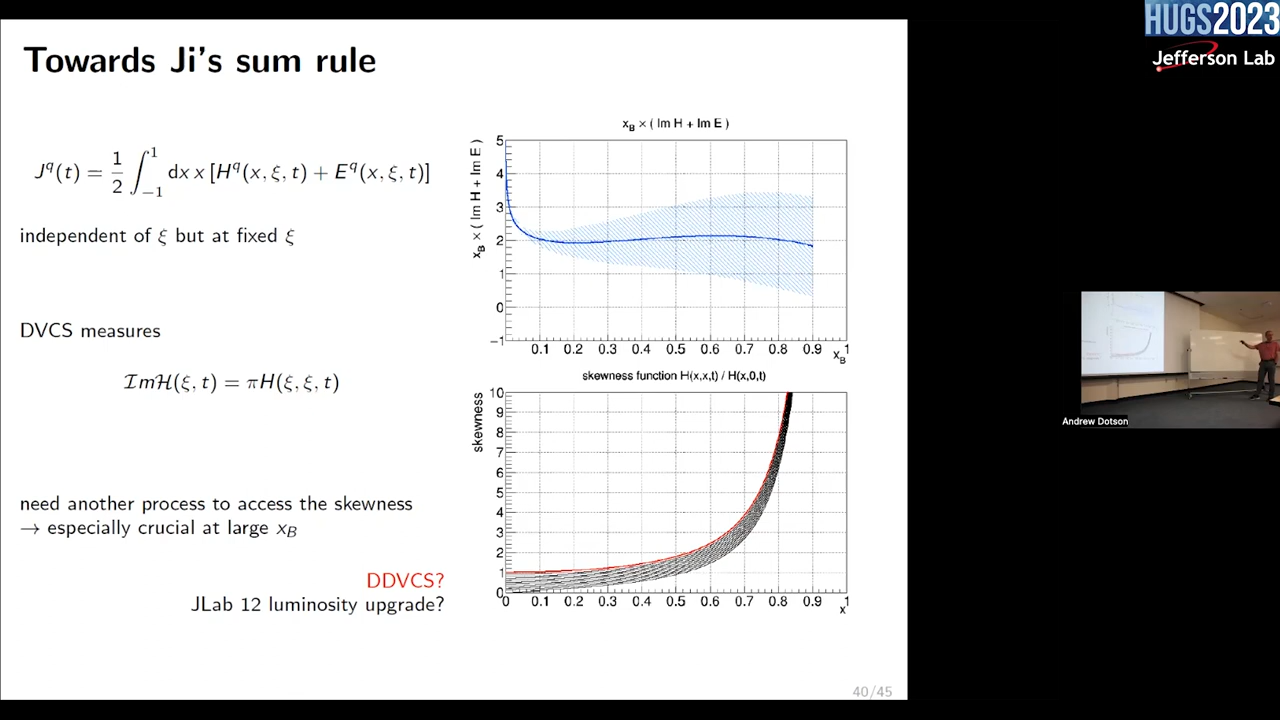 HUGS2023
Jefferson Lab
Towards Ji's sum rule
J^q(t) = 1/2 ∫_{-1}^{1} dx x [H^q(x, ξ, t) + E^q(x, ξ, t)]
independent of ξ but at fixed ξ
DVCS measures
ImH(ξ, t) = πH(ξ, ξ, t)
need another process to access the skewness
→ especially crucial at large x_B
DDVCS?
JLab 12 luminosity upgrade?
x_B × ( Im H + Im E )
x_B × ( Im H + Im E )
5
4
3
2
1
0
−1
0.1 0.2 0.3 0.4 0.5 0.6 0.7 0.8 0.9 1
x_B
skewness function H(x,x,t) / H(x,0,t)
skewness
10
9
8
7
6
5
4
3
2
1
0
0 0.1 0.2 0.3 0.4 0.5 0.6 0.7 0.8 0.9 1
x
40/45
Andrew Dotson